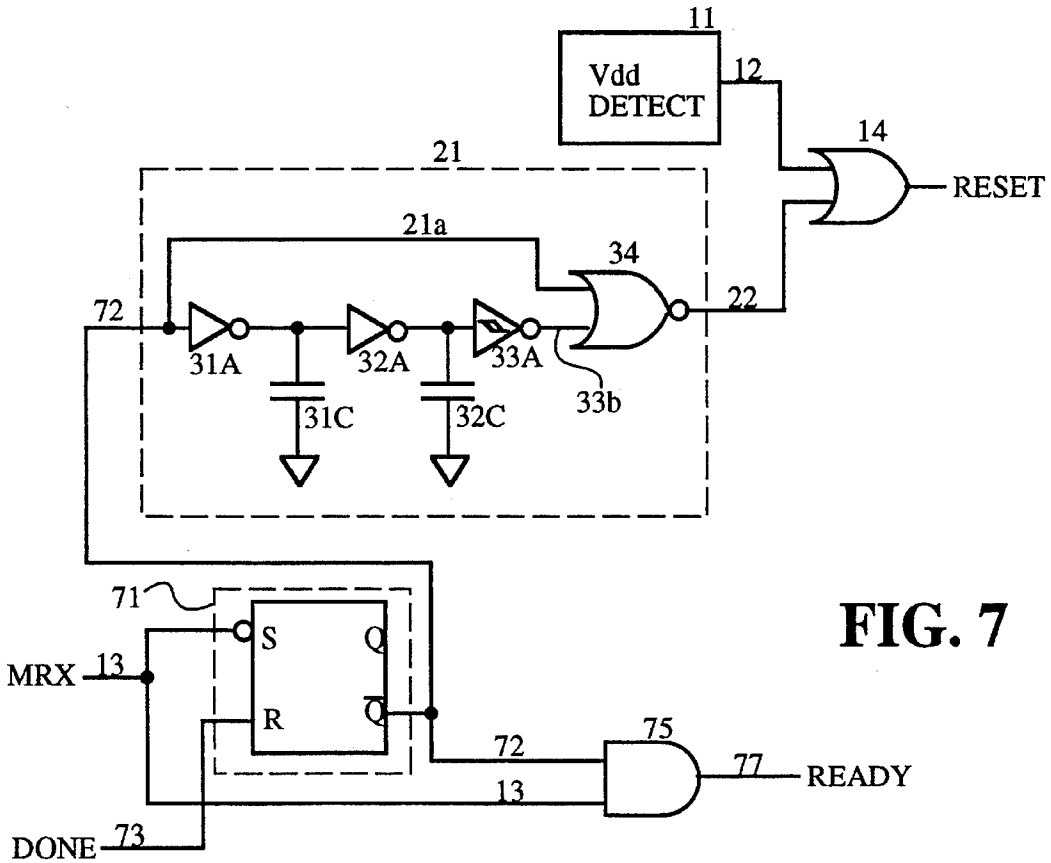 11
Vdd
DETECT
12
14
RESET
21
21a
34
72
22
31A
32A
33A
33b
31C
32C
71
S
Q
FIG. 7
MRX
13
R
Q̅
75
72
77
READY
13
DONE
73